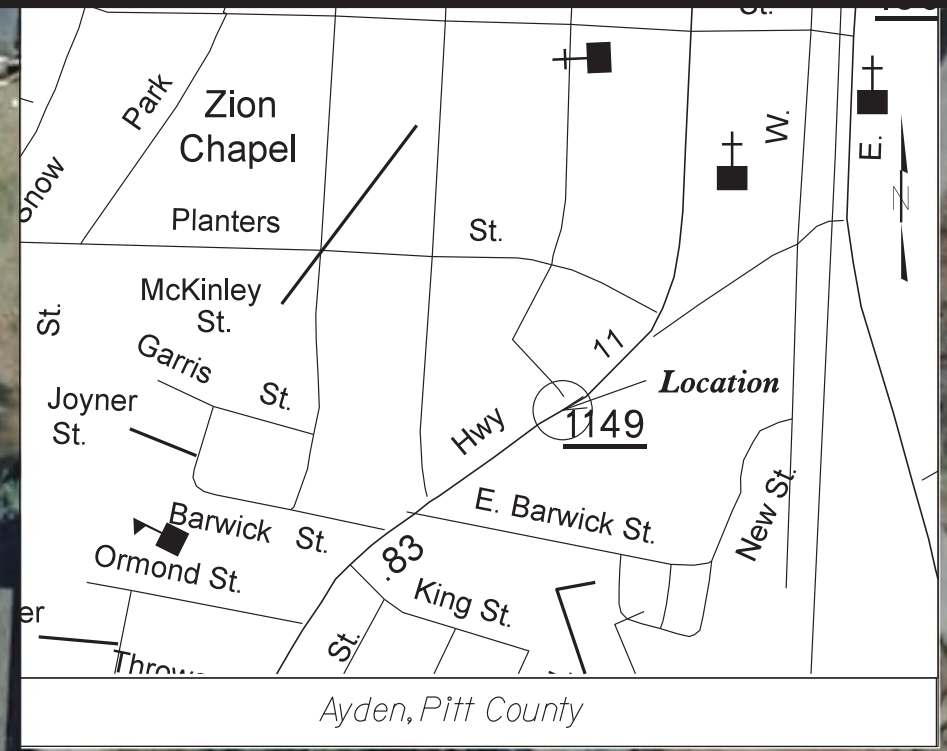 St.
Park
Zion
Chapel
W.
E.
Snow
N
Planters
St.
McKinley
St.
St.
11
Garris
St.
Location
Joyner
St.
Hwy
1149
E. Barwick St.
New St.
Barwick St.
.83
Ormond St.
King St.
St.
Ayden, Pitt County